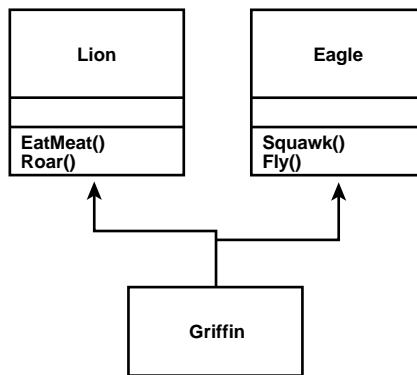 Lion
EatMeat()
Roar()
Eagle
Squawk()
Fly()
Griffin